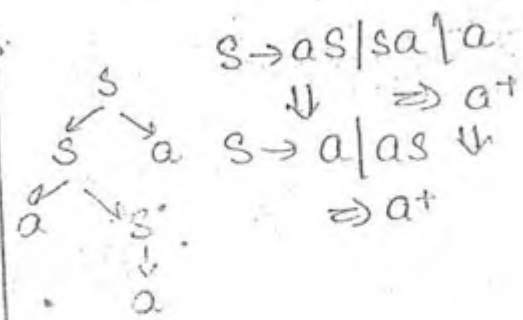 S→aS|Sa|a
⇓ ⇒ a⁺
S→ a|aS ⇓
⇒ a⁺
S
S a
a S
a